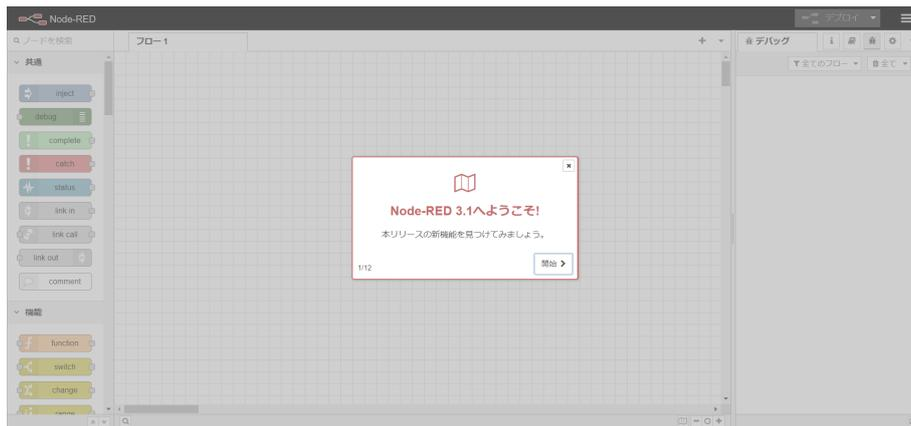 Node-RED
デプロイ
ノードを検索
フロー 1
デバッグ
i
全てのフロー
全て
共通
inject
debug
complete
catch
status
link in
link call
link out
comment
機能
function
switch
change
range
Node-RED 3.1へようこそ!
本リリースの新機能を見つけてみましょう。
1/12
開始